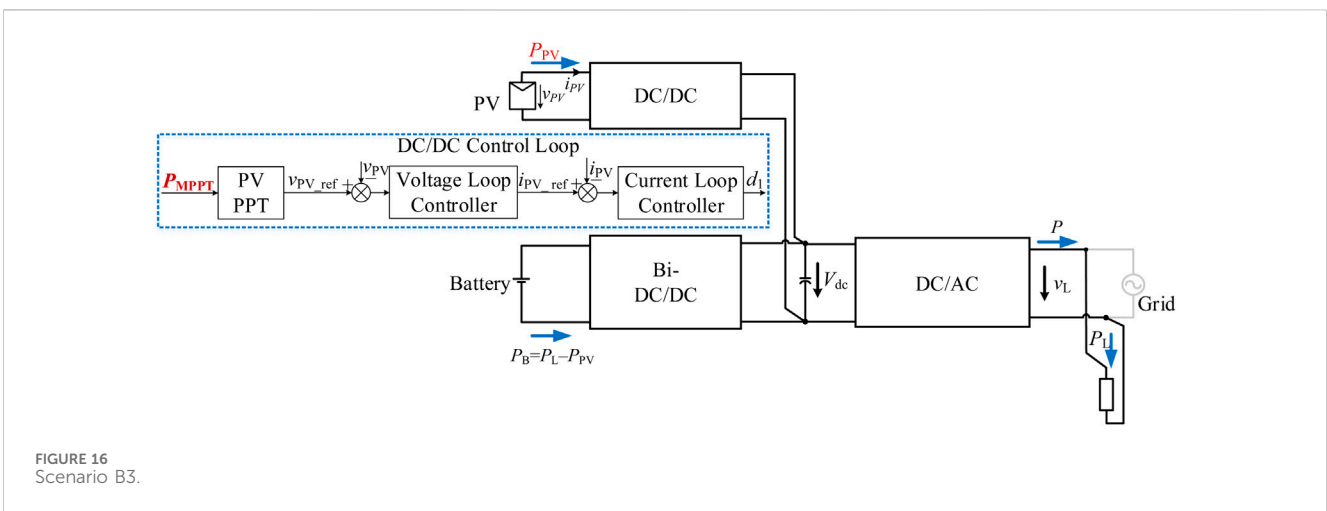 P_PV
i_PV
PV
v_PV
DC/DC
DC/DC Control Loop
P_MPPT
PV
PPT
v_PV_ref
+
v_PV
−
Voltage Loop
Controller
i_PV_ref
+
i_PV
−
Current Loop
Controller
d_1
Battery
Bi-
DC/DC
P_B=P_L−P_PV
V_dc
DC/AC
P
v_L
Grid
P_L
FIGURE 16
Scenario B3.